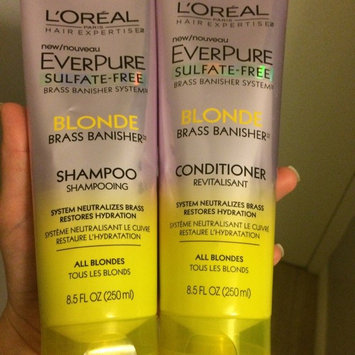 L'ORÉAL
PARIS
HAIR EXPERTISE
new/nouveau
EVERPURE
SULFATE-FREE
BRASS BANISHER SYSTEM
BLONDE
BRASS BANISHER
SHAMPOO
SHAMPOOING
SYSTEM NEUTRALIZES BRASS
RESTORES HYDRATION
SYSTÈME NEUTRALISANT LE CUIVRE
RESTAURE L'HYDRATATION
ALL BLONDES
TOUS LES BLONDS
8.5 FL OZ (250 ml)
L'ORÉAL
PARIS
HAIR EXPERTISE
new/nouveau
EVERPURE
SULFATE-FREE
BRASS BANISHER SYSTEM
BLONDE
BRASS BANISHER
CONDITIONER
REVITALISANT
SYSTEM NEUTRALIZES BRASS
RESTORES HYDRATION
SYSTÈME NEUTRALISANT LE CUIVRE
RESTAURE L'HYDRATATION
ALL BLONDES
TOUS LES BLONDS
8.5 FL OZ (250 ml)